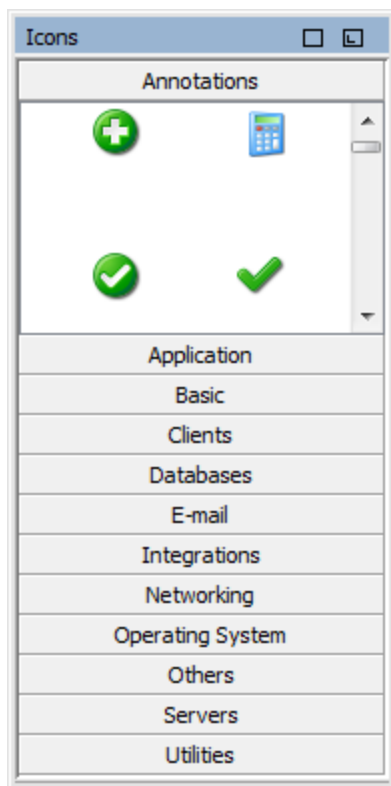 Icons
Annotations
Application
Basic
Clients
Databases
E-mail
Integrations
Networking
Operating System
Others
Servers
Utilities